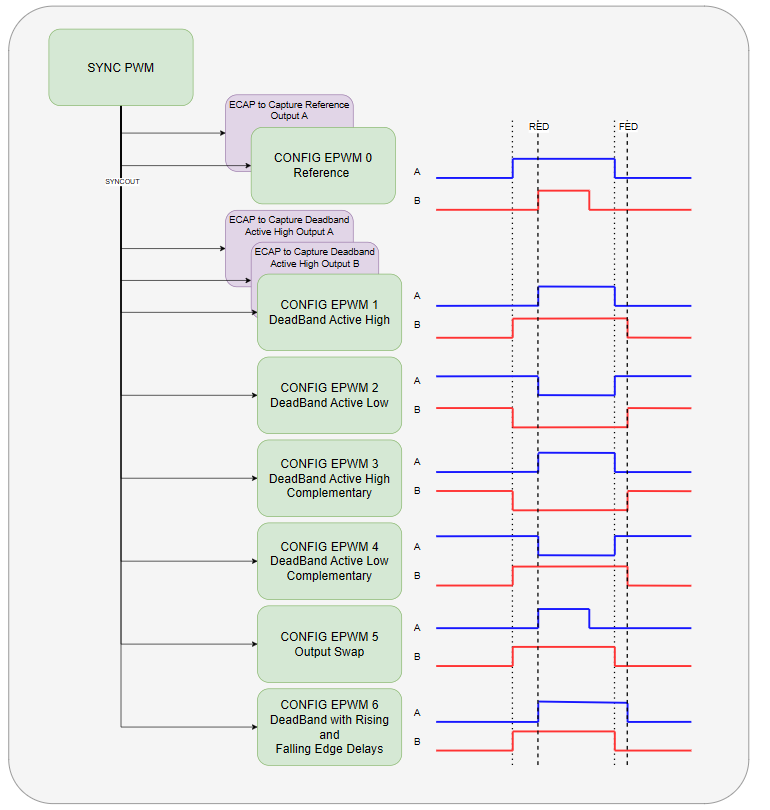 SYNC PWM
ECAP to Capture Reference
Output A
CONFIG EPWM 0
Reference
SYNCOUT
RED
FED
A
B
ECAP to Capture Deadband
Active High Output A
ECAP to Capture Deadband
Active High Output B
CONFIG EPWM 1
DeadBand Active High
A
B
CONFIG EPWM 2
DeadBand Active Low
A
B
CONFIG EPWM 3
DeadBand Active High
Complementary
A
B
CONFIG EPWM 4
DeadBand Active Low
Complementary
A
B
CONFIG EPWM 5
Output Swap
A
B
CONFIG EPWM 6
DeadBand with Rising
and
Falling Edge Delays
A
B